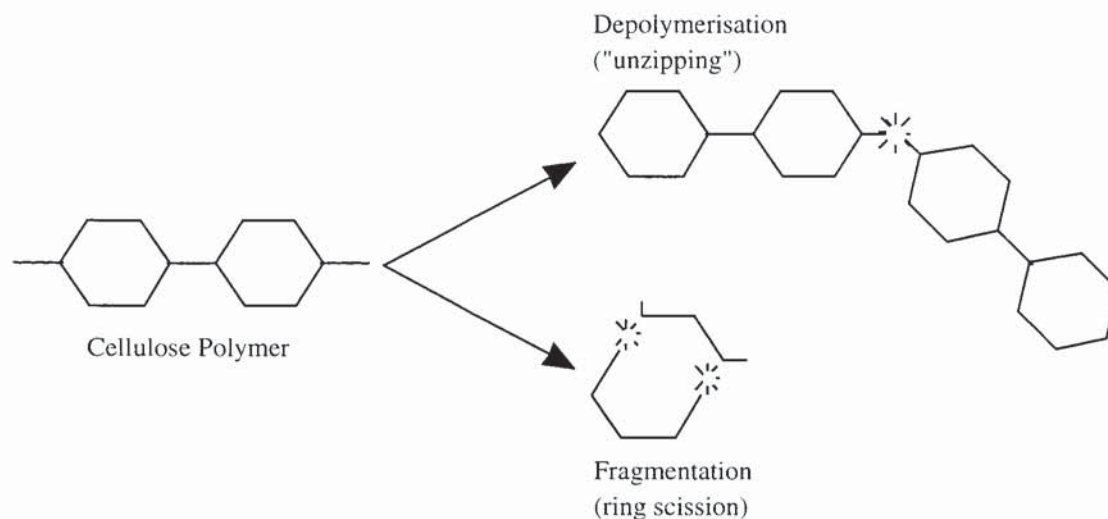 Depolymerisation
("unzipping")
Cellulose Polymer
Fragmentation
(ring scission)